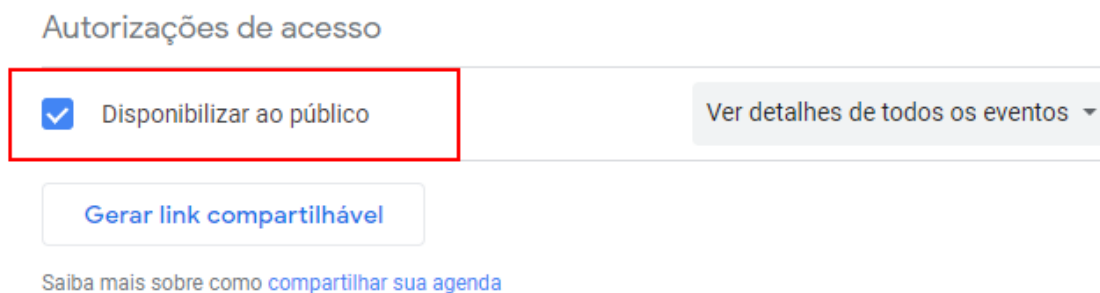 Autorizações de acesso
Disponibilizar ao público
Ver detalhes de todos os eventos
Gerar link compartilhável
Saiba mais sobre como compartilhar sua agenda